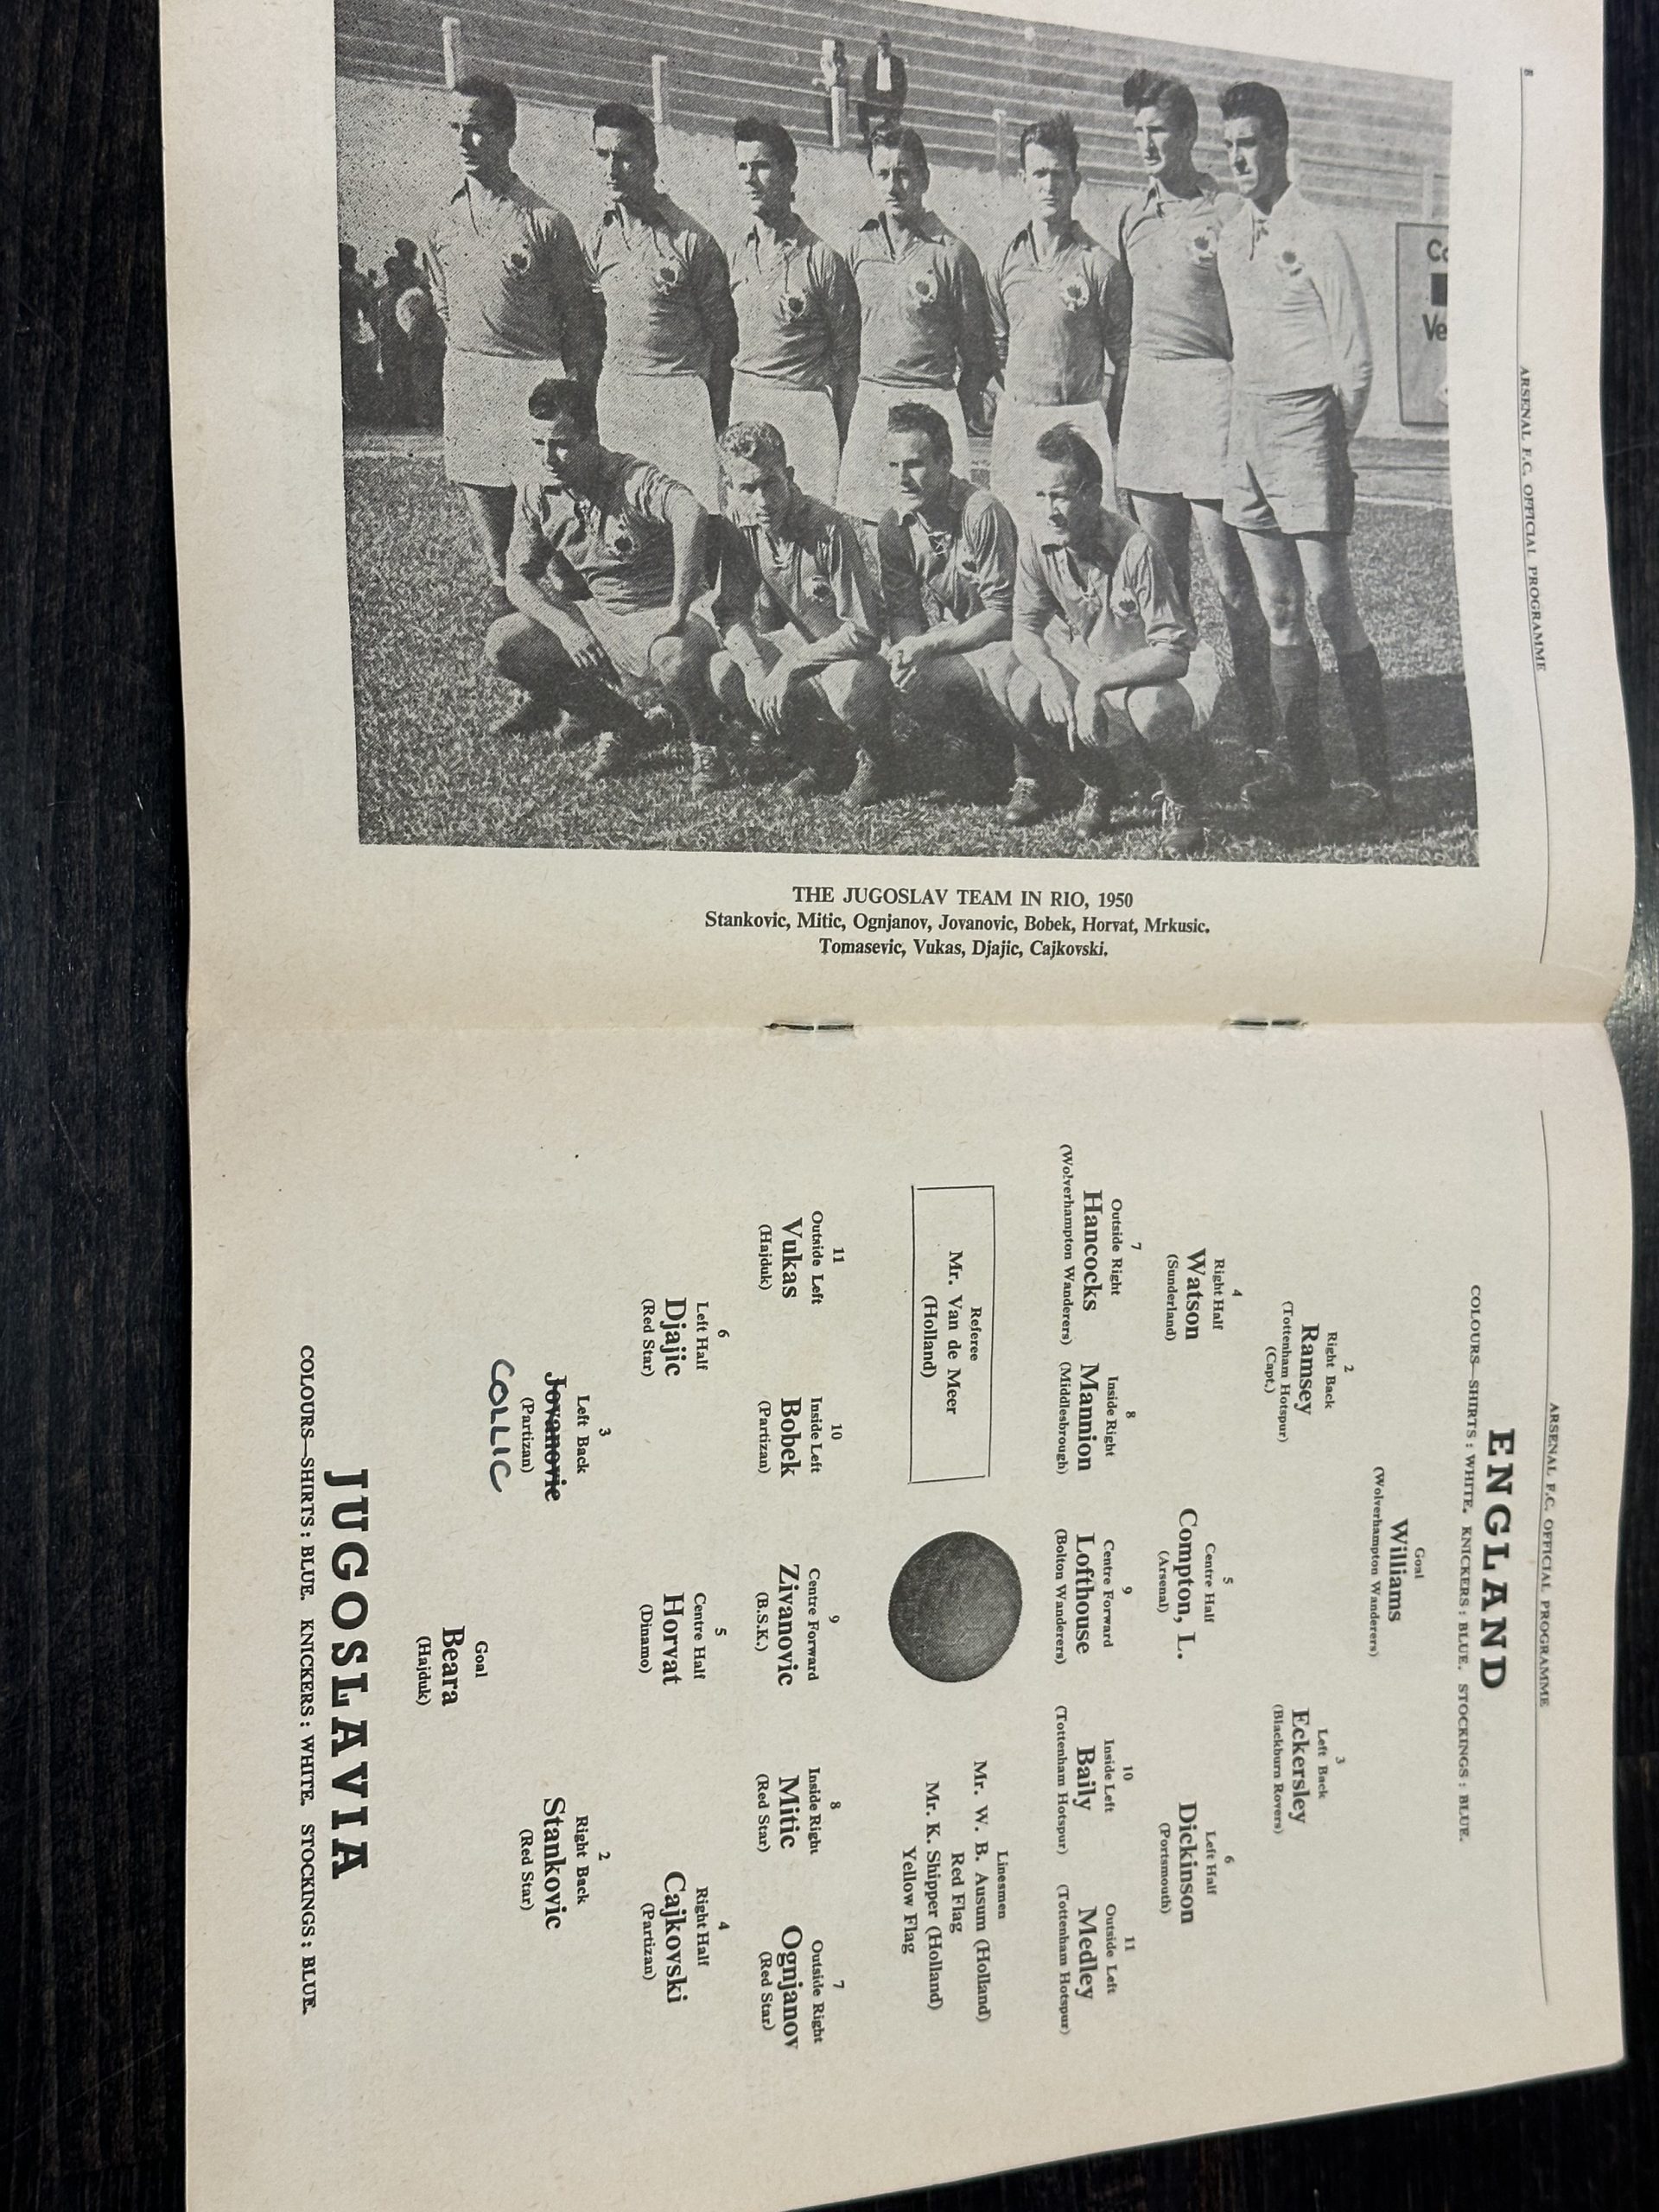 8
ARSENAL F.C. OFFICIAL PROGRAMME
Co
Ve
THE JUGOSLAV TEAM IN RIO, 1950
Stankovic, Mitic, Ognjanov, Jovanovic, Bobek, Horvat, Mrkusic.
Tomasevic, Vukas, Djajic, Cajkovski.
ARSENAL F.C. OFFICIAL PROGRAMME
ENGLAND
COLOURS—SHIRTS : WHITE. KNICKERS : BLUE. STOCKINGS : BLUE.
Goal
Williams
(Wolverhampton Wanderers)
2
Right Back
Ramsey
(Tottenham Hotspur)
(Capt.)
3
Left Back
Eckersley
(Blackburn Rovers)
4
Right Half
Watson
(Sunderland)
5
Centre Half
Compton, L.
(Arsenal)
6
Left Half
Dickinson
(Portsmouth)
7
Outside Right
Hancocks
(Wolverhampton Wanderers)
8
Inside Right
Mannion
(Middlesbrough)
9
Centre Forward
Lofthouse
(Bolton Wanderers)
10
Inside Left
Baily
(Tottenham Hotspur)
11
Outside Left
Medley
(Tottenham Hotspur)
Referee
Mr. Van de Meer
(Holland)
Linesmen
Mr. W. B. Ausum (Holland)
Red Flag
Mr. K. Shipper (Holland)
Yellow Flag
11
Outside Left
Vukas
(Hajduk)
10
Inside Left
Bobek
(Partizan)
9
Centre Forward
Zivanovic
(B.S.K.)
8
Inside Right
Mitic
(Red Star)
7
Outside Right
Ognjanov
(Red Star)
6
Left Half
Djajic
(Red Star)
5
Centre Half
Horvat
(Dinamo)
4
Right Half
Cajkovski
(Partizan)
3
Left Back
Jovanovic
(Partizan)
COLLIC
2
Right Back
Stankovic
(Red Star)
Goal
Beara
(Hajduk)
JUGOSLAVIA
COLOURS—SHIRTS : BLUE. KNICKERS : WHITE. STOCKINGS : BLUE.